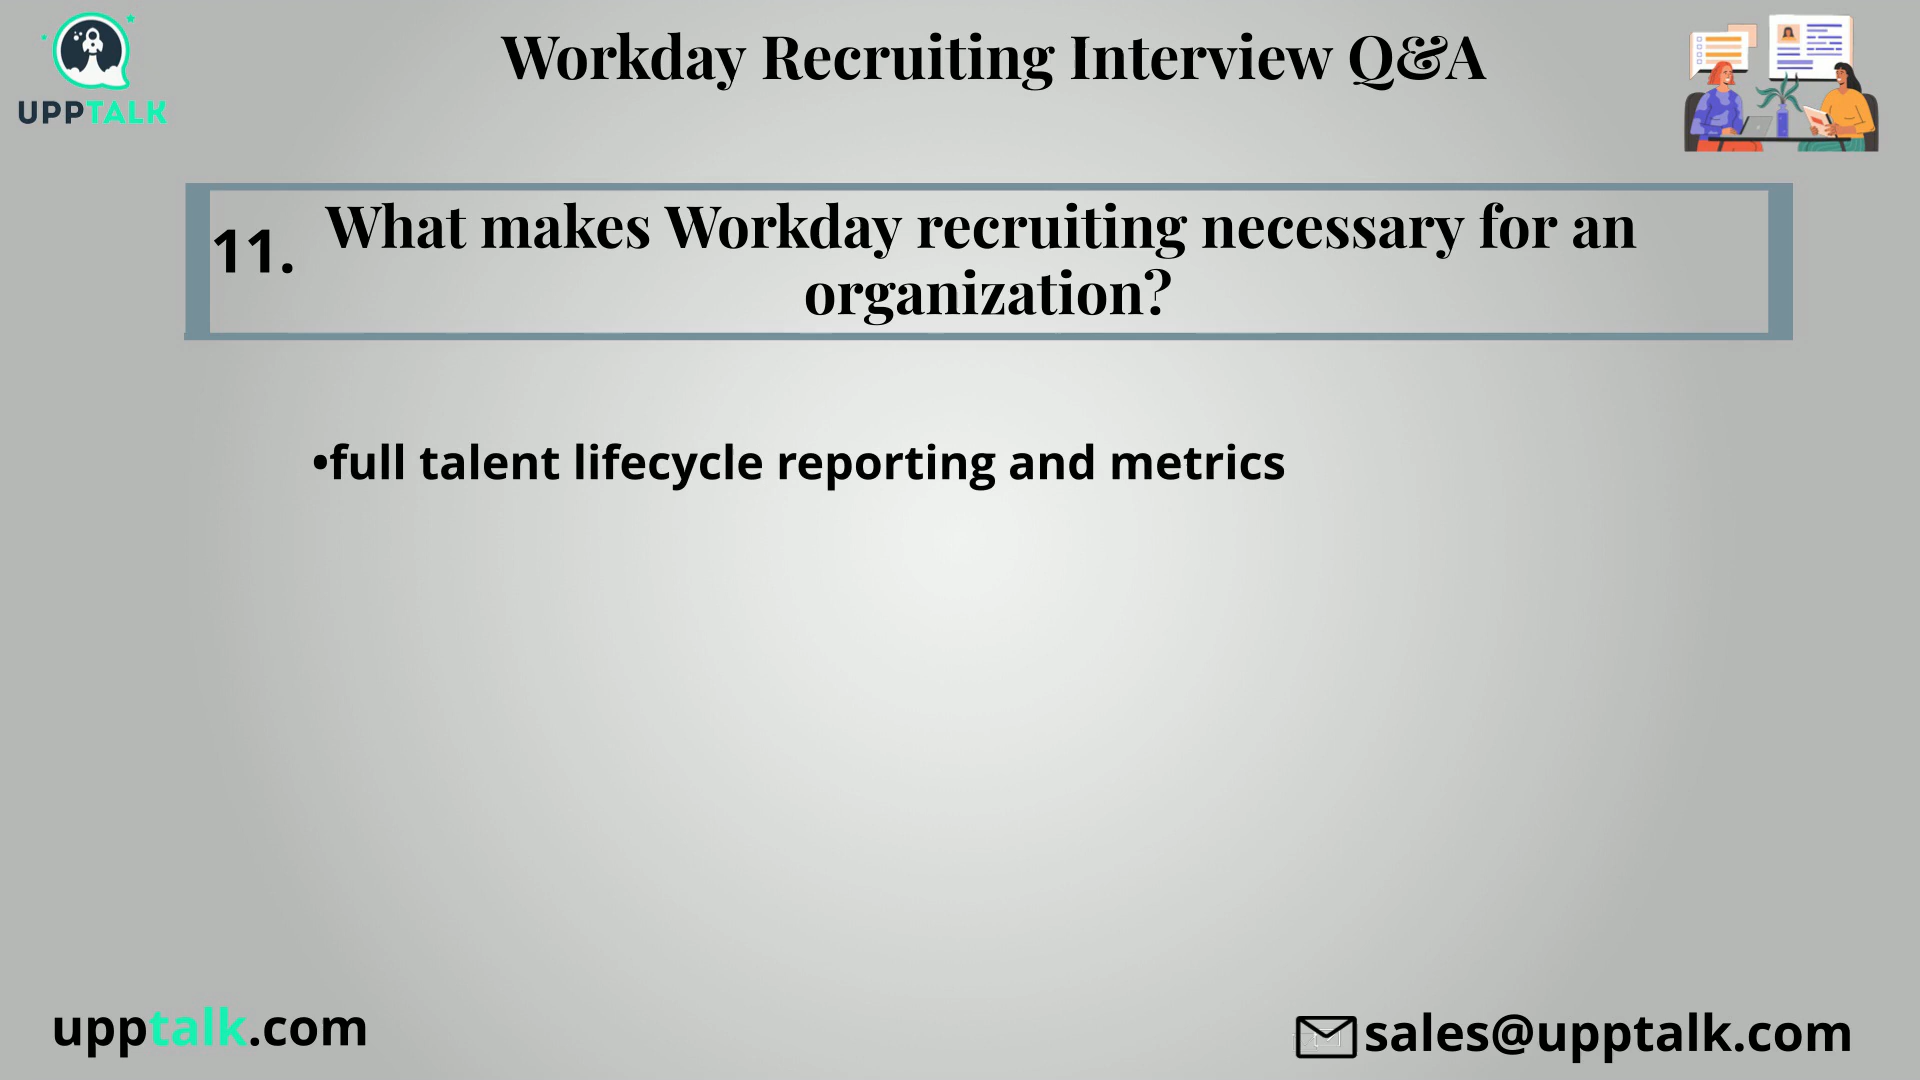 UPPTALK
Workday Recruiting Interview Q&A
11. What makes Workday recruiting necessary for an
organization?
•full talent lifecycle reporting and metrics
upptalk.com
sales@upptalk.com